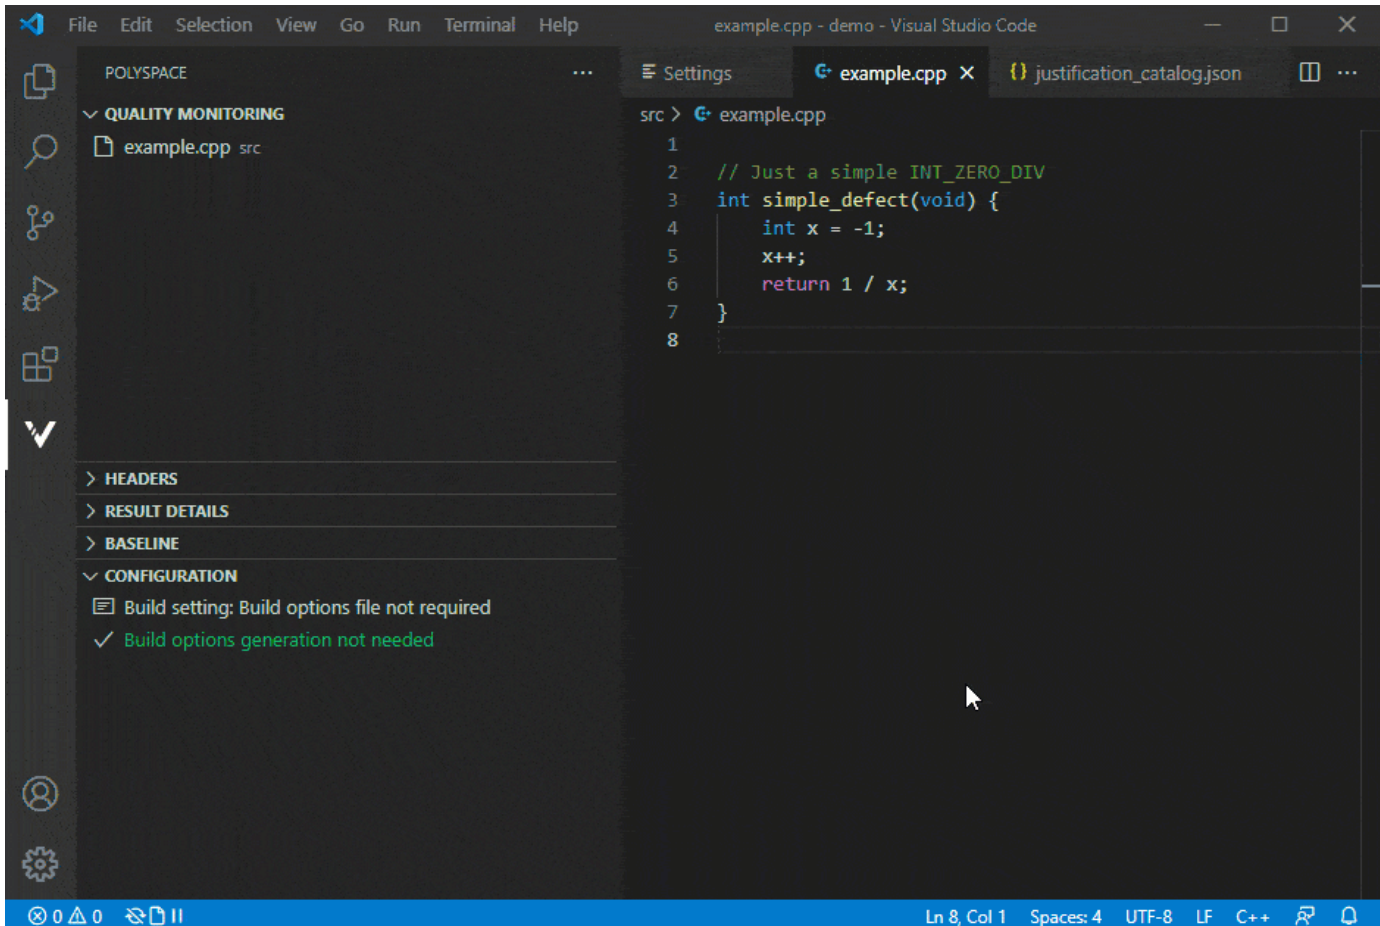 File Edit Selection View Go Run Terminal Help example.cpp - demo - Visual Studio Code
POLYSPACE
Settings example.cpp justification_catalog.json
QUALITY MONITORING
src > example.cpp
example.cpp src
1
2 // Just a simple INT_ZERO_DIV
3 int simple_defect(void) {
4 int x = -1;
5 x++;
6 return 1 / x;
7 }
8
HEADERS
RESULT DETAILS
BASELINE
CONFIGURATION
Build setting: Build options file not required
Build options generation not needed
0 0 Ln 8, Col 1 Spaces: 4 UTF-8 LF C++